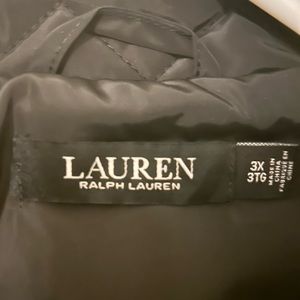 LAUREN
RALPH LAUREN
3X
3TG
MADE IN
CHINA
FABRIQUÉ EN
CHINE